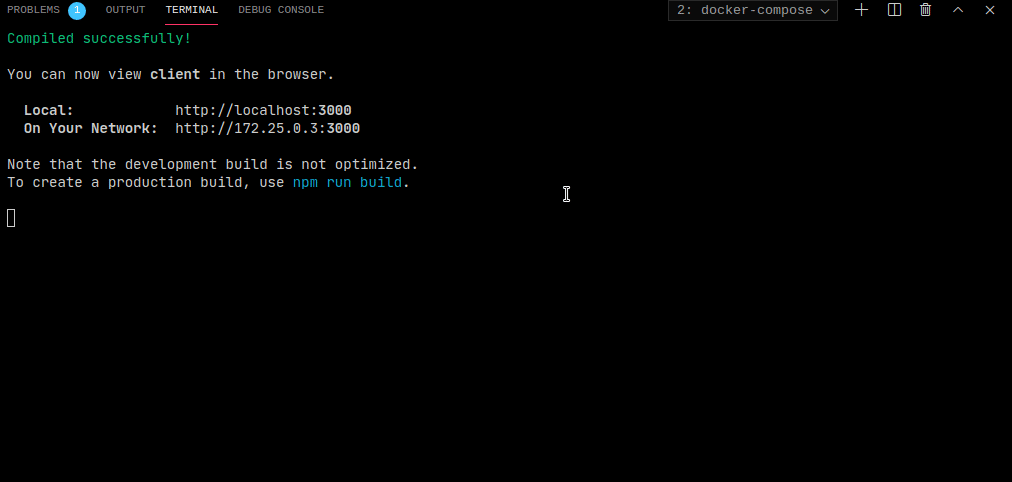 PROBLEMS 1 OUTPUT TERMINAL DEBUG CONSOLE 2: docker-compose
Compiled successfully!
You can now view client in the browser.
Local: http://localhost:3000
On Your Network: http://172.25.0.3:3000
Note that the development build is not optimized.
To create a production build, use npm run build.